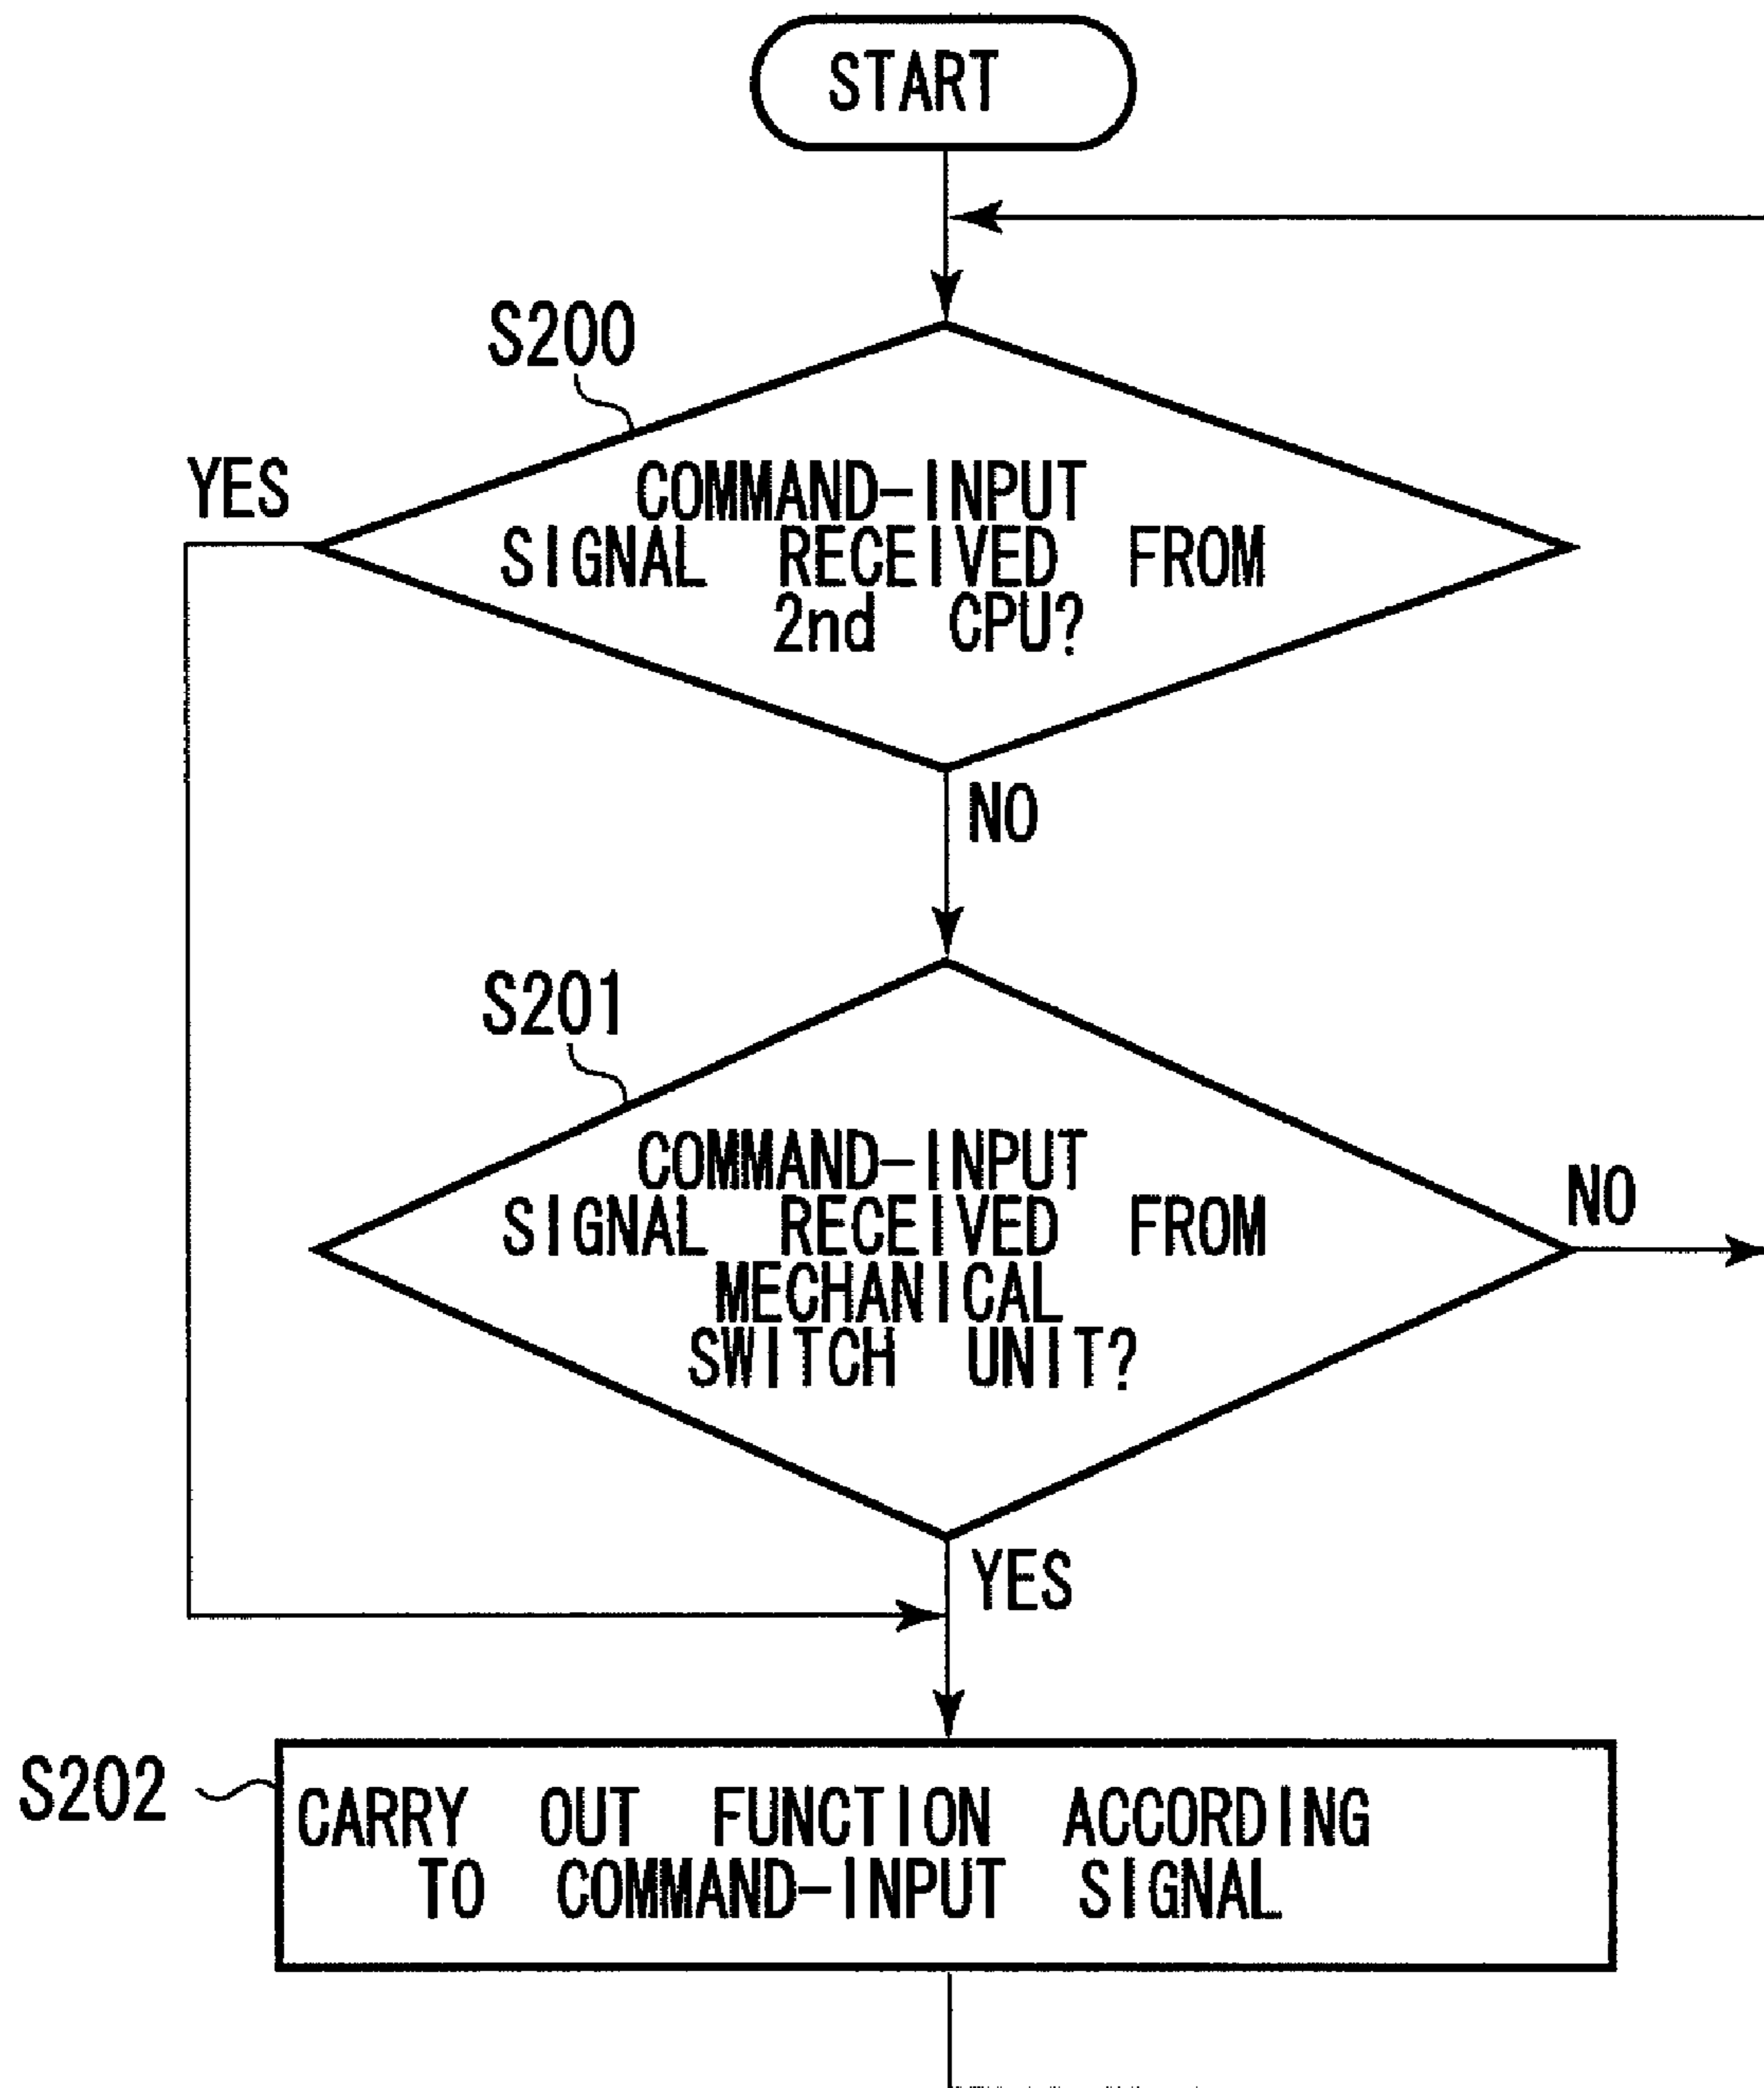 START
S200
YES
COMMAND-INPUT
SIGNAL RECEIVED FROM
2nd CPU?
NO
S201
COMMAND-INPUT
SIGNAL RECEIVED FROM
MECHANICAL
SWITCH UNIT?
NO
YES
S202
CARRY OUT FUNCTION ACCORDING
TO COMMAND-INPUT SIGNAL